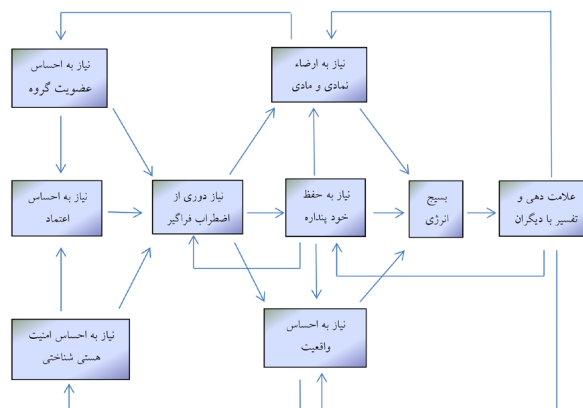 نیاز به ارضاء
نمادی و مادی
نیاز به احساس
عضویت گروه
علامت دهی و
تفسیر با دیگران
بسیج
انرژی
نیاز به حفظ
خود پنداره
نیاز دوری از
اضطراب فراگیر
نیاز به احساس
اعتماد
نیاز به احساس
واقعیت
نیاز به احساس امنیت
هستی شناختی